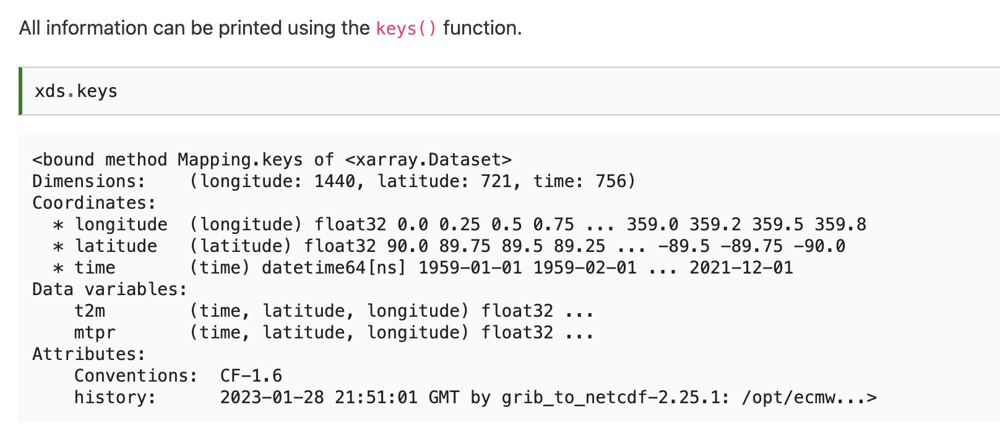 All information can be printed using the keys() function.
xds.keys
<bound method Mapping.keys of <xarray.Dataset>
Dimensions:    (longitude: 1440, latitude: 721, time: 756)
Coordinates:
  * longitude  (longitude) float32 0.0 0.25 0.5 0.75 ... 359.0 359.2 359.5 359.8
  * latitude   (latitude) float32 90.0 89.75 89.5 89.25 ... -89.5 -89.75 -90.0
  * time       (time) datetime64[ns] 1959-01-01 1959-02-01 ... 2021-12-01
Data variables:
    t2m        (time, latitude, longitude) float32 ...
    mtpr       (time, latitude, longitude) float32 ...
Attributes:
    Conventions:  CF-1.6
    history:      2023-01-28 21:51:01 GMT by grib_to_netcdf-2.25.1: /opt/ecmw...>